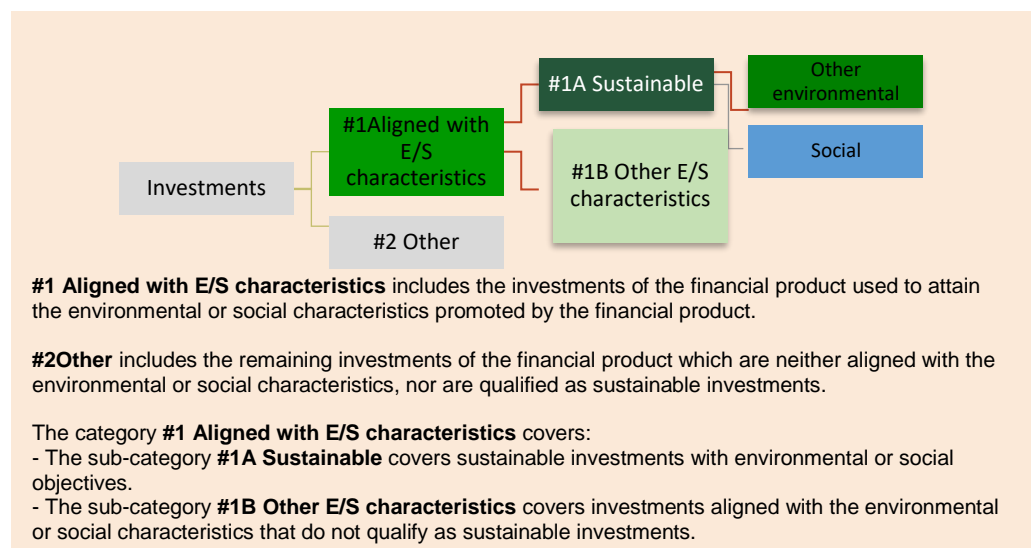 #1A Sustainable
Other
environmental
#1Aligned with
E/S
characteristics
Social
Investments
#1B Other E/S
characteristics
#2 Other
#1 Aligned with E/S characteristics includes the investments of the financial product used to attain
the environmental or social characteristics promoted by the financial product.
#2Other includes the remaining investments of the financial product which are neither aligned with the
environmental or social characteristics, nor are qualified as sustainable investments.
The category #1 Aligned with E/S characteristics covers:
- The sub-category #1A Sustainable covers sustainable investments with environmental or social
objectives.
- The sub-category #1B Other E/S characteristics covers investments aligned with the environmental
or social characteristics that do not qualify as sustainable investments.